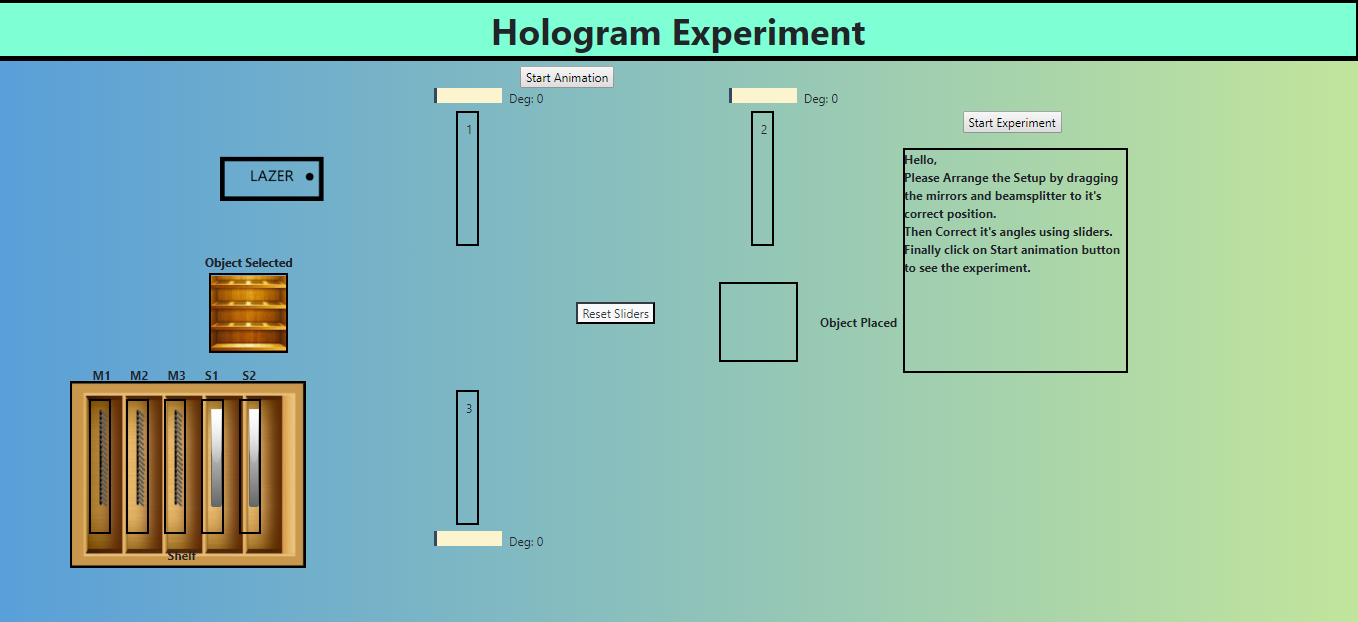 Hologram Experiment
Start Animation
Deg: 0
Deg: 0
1
2
Start Experiment
LAZER
Hello,
Please Arrange the Setup by dragging
the mirrors and beamsplitter to it's
correct position.
Then Correct it's angles using sliders.
Finally click on Start animation button
to see the experiment.
Object Selected
Reset Sliders
Object Placed
M1 M2 M3 S1 S2
3
Deg: 0
Shelf